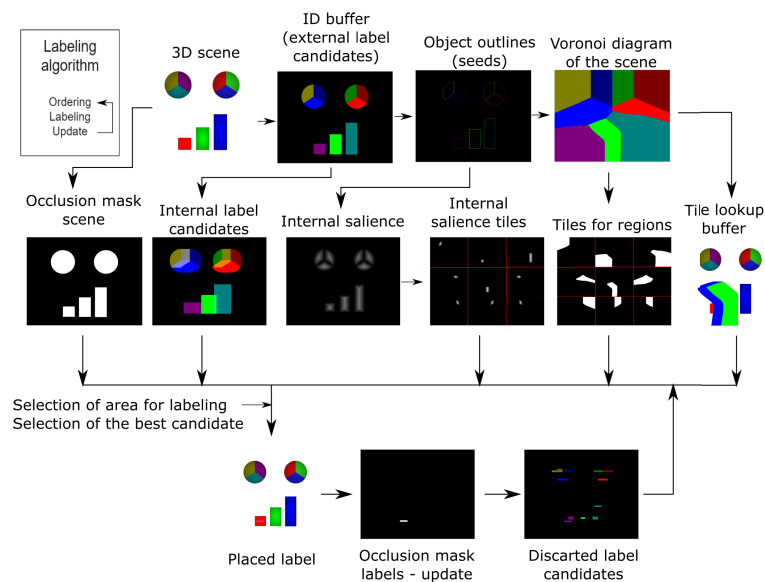 Labeling
algorithm
Ordering
Labeling
Update
3D scene
ID buffer
(external label
candidates)
Object outlines
(seeds)
Voronoi diagram
of the scene
Occlusion mask
scene
Internal label
candidates
Internal salience
Internal
salience tiles
Tiles for regions
Tile lookup
buffer
Selection of area for labeling
Selection of the best candidate
Placed label
Occlusion mask
labels - update
Discarted label
candidates